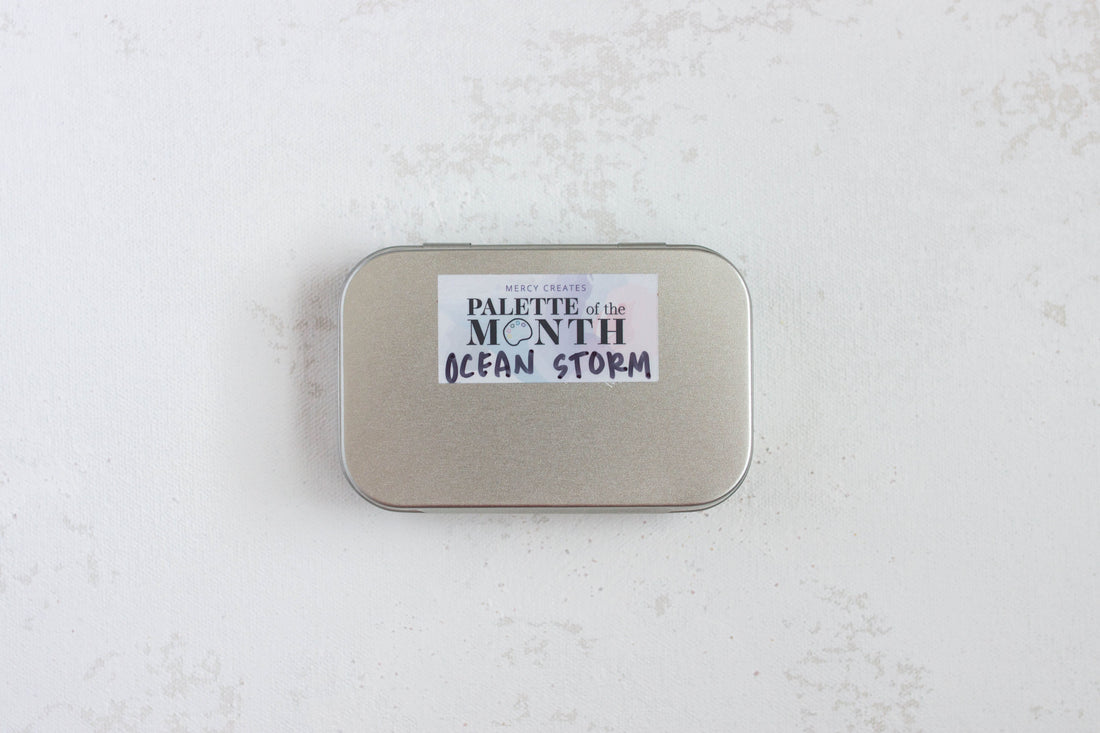 MERCY CREATES
PALETTE of the
MONTH
OCEAN STORM